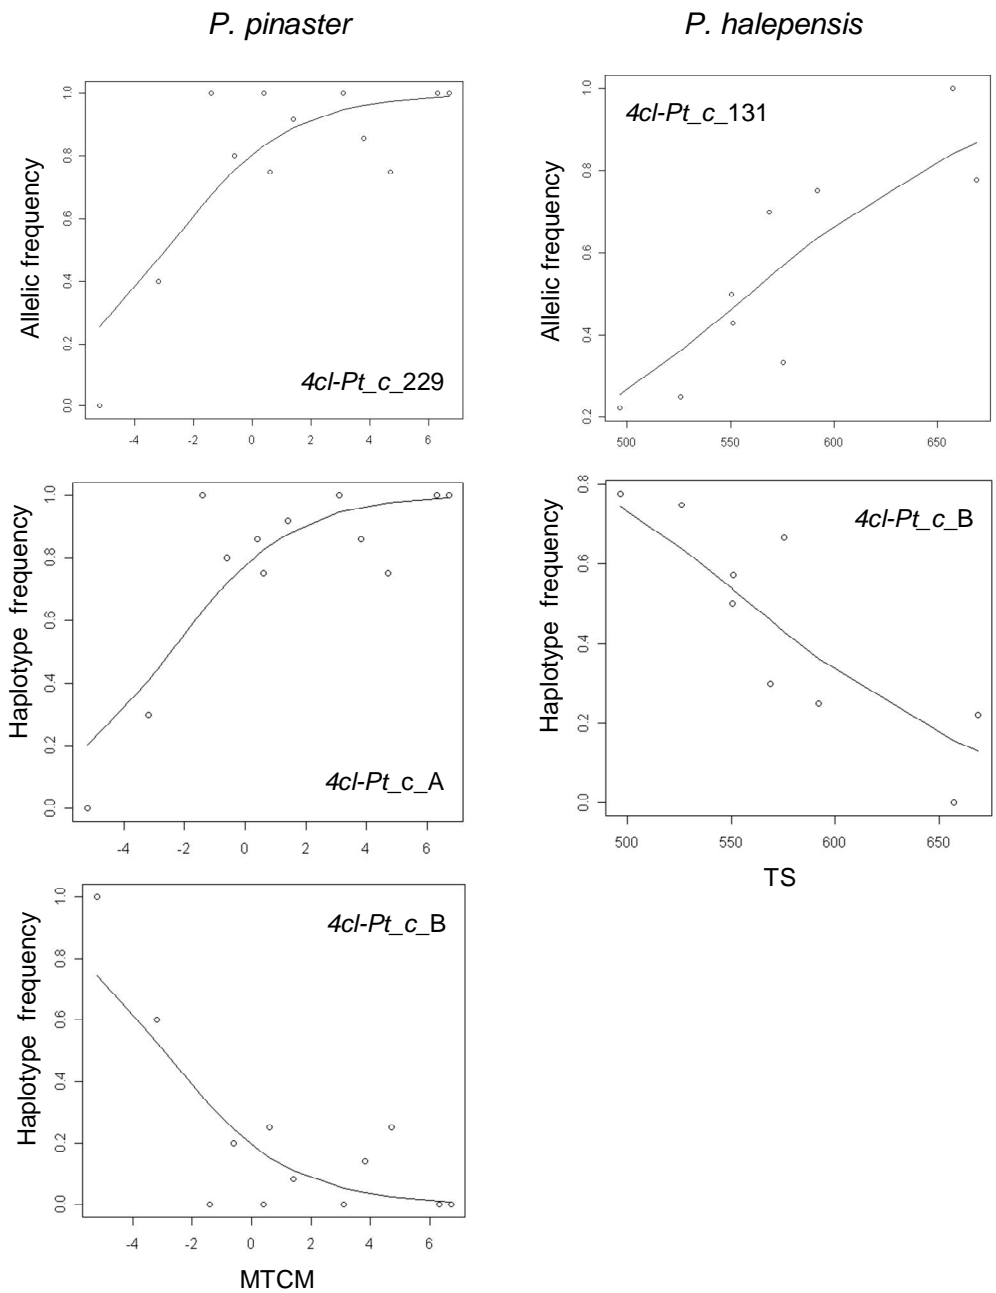 P. pinaster
P. halepensis
Allelic frequency
1.0
0.8
0.6
0.4
0.2
0.0
4cl-Pt_c_229
-4 -2 0 2 4 6
Allelic frequency
1.0
0.8
0.6
0.4
0.2
4cl-Pt_c_131
500 550 600 650
Haplotype frequency
1.0
0.8
0.6
0.4
0.2
0.0
4cl-Pt_c_A
-4 -2 0 2 4 6
Haplotype frequency
0.8
0.6
0.4
0.2
0.0
4cl-Pt_c_B
500 550 600 650
TS
Haplotype frequency
1.0
0.8
0.6
0.4
0.2
0.0
4cl-Pt_c_B
-4 -2 0 2 4 6
MTCM